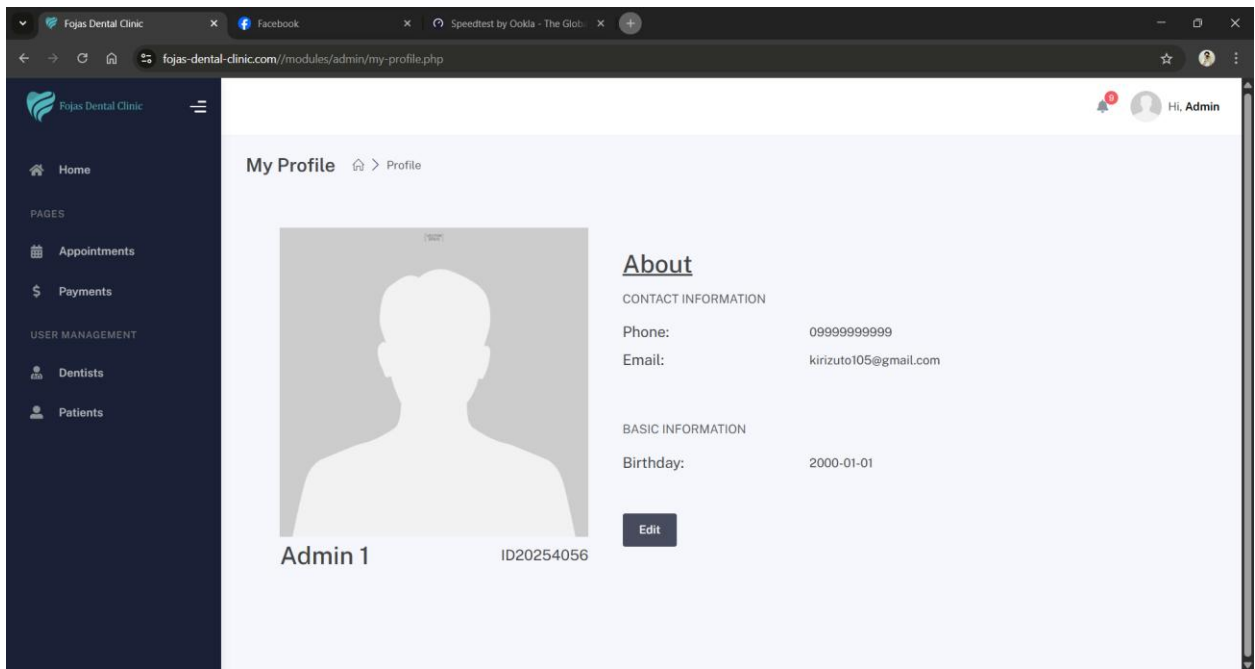 Fojas Dental Clinic
Facebook
Speedtest by Ookla - The Glob
fojas-dental-clinic.com//modules/admin/my-profile.php
Fojas Dental Clinic
9
Hi, Admin
Home
My Profile
Profile
PAGES
Appointments
Payments
USER MANAGEMENT
Dentists
Patients
About
CONTACT INFORMATION
Phone: 09999999999
Email: kirizuto105@gmail.com
BASIC INFORMATION
Birthday: 2000-01-01
Edit
Admin 1 ID20254056